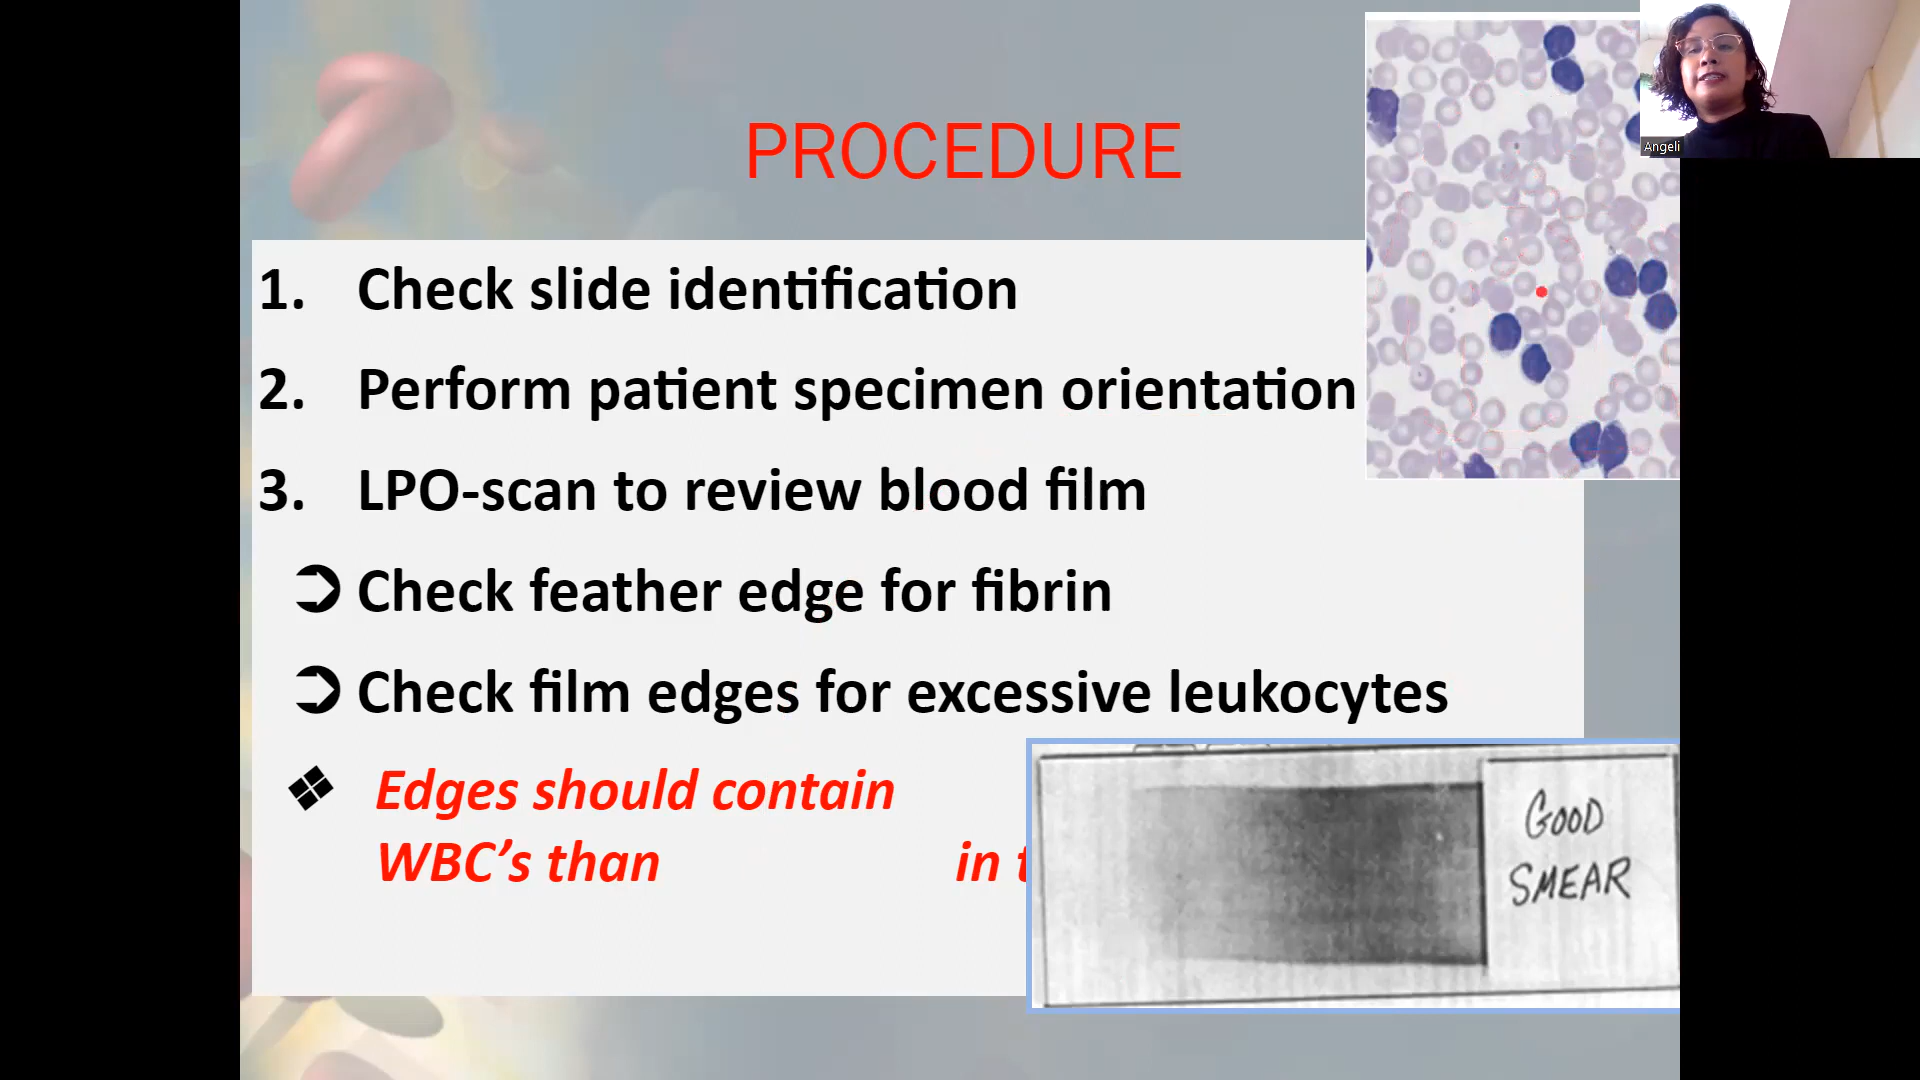 PROCEDURE
Angeli
1. Check slide identification
2. Perform patient specimen orientation
3. LPO-scan to review blood film
➲ Check feather edge for fibrin
➲ Check film edges for excessive leukocytes
❖ Edges should contain
WBC’s than in
GOOD
SMEAR